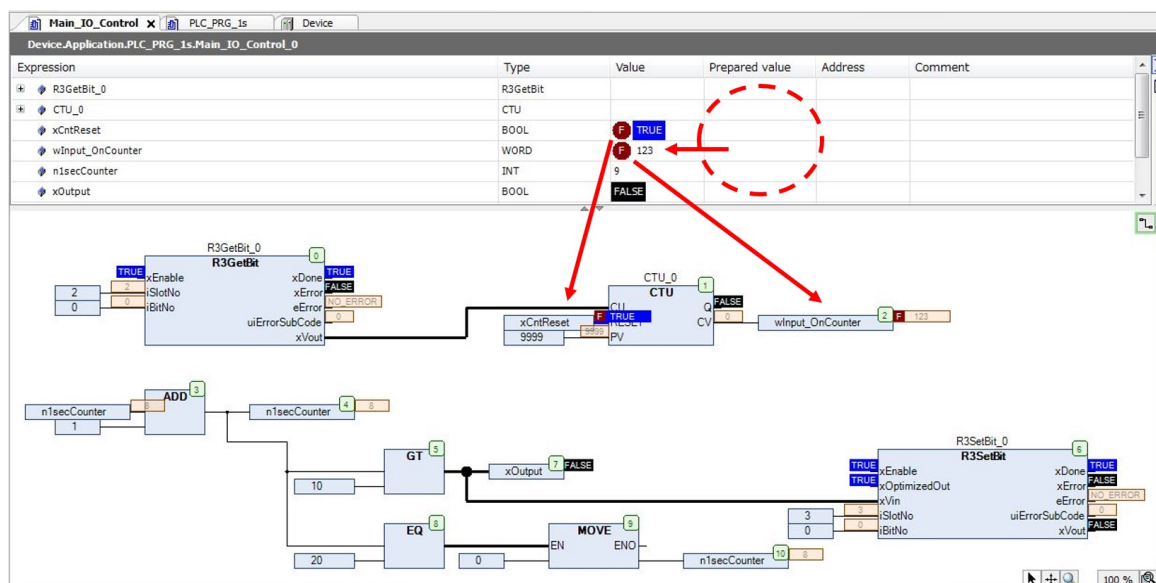 Main_IO_Control PLC_PRG_1s Device
Device.Application.PLC_PRG_1s.Main_IO_Control_0
Expression Type Value Prepared value Address Comment
R3GetBit_0 R3GetBit
CTU_0 CTU
xCntReset BOOL F TRUE
wInput_OnCounter WORD F 123
n1secCounter INT 9
xOutput BOOL FALSE
R3GetBit_0
R3GetBit 0
TRUE xEnable xDone TRUE
2 2 iSlotNo xError FALSE
0 0 iBitNo eError NO_ERROR
uiErrorSubCode 0
xVout
CTU_0
CTU 1
CU Q FALSE
xCntReset F TRUE RESET CV 0 wInput_OnCounter 2 F 123
9999 9999 PV
ADD 3
n1secCounter 8 n1secCounter 4 8
1
GT 5
xOutput 7 FALSE
10
R3SetBit_0
R3SetBit 6
TRUE xEnable xDone TRUE
TRUE xOptimizedOut xError FALSE
xVin eError NO_ERROR
3 3 iSlotNo uiErrorSubCode 0
0 0 iBitNo xVout FALSE
EQ 8 MOVE 9
EN ENO
20 0 n1secCounter 10 8
100 %